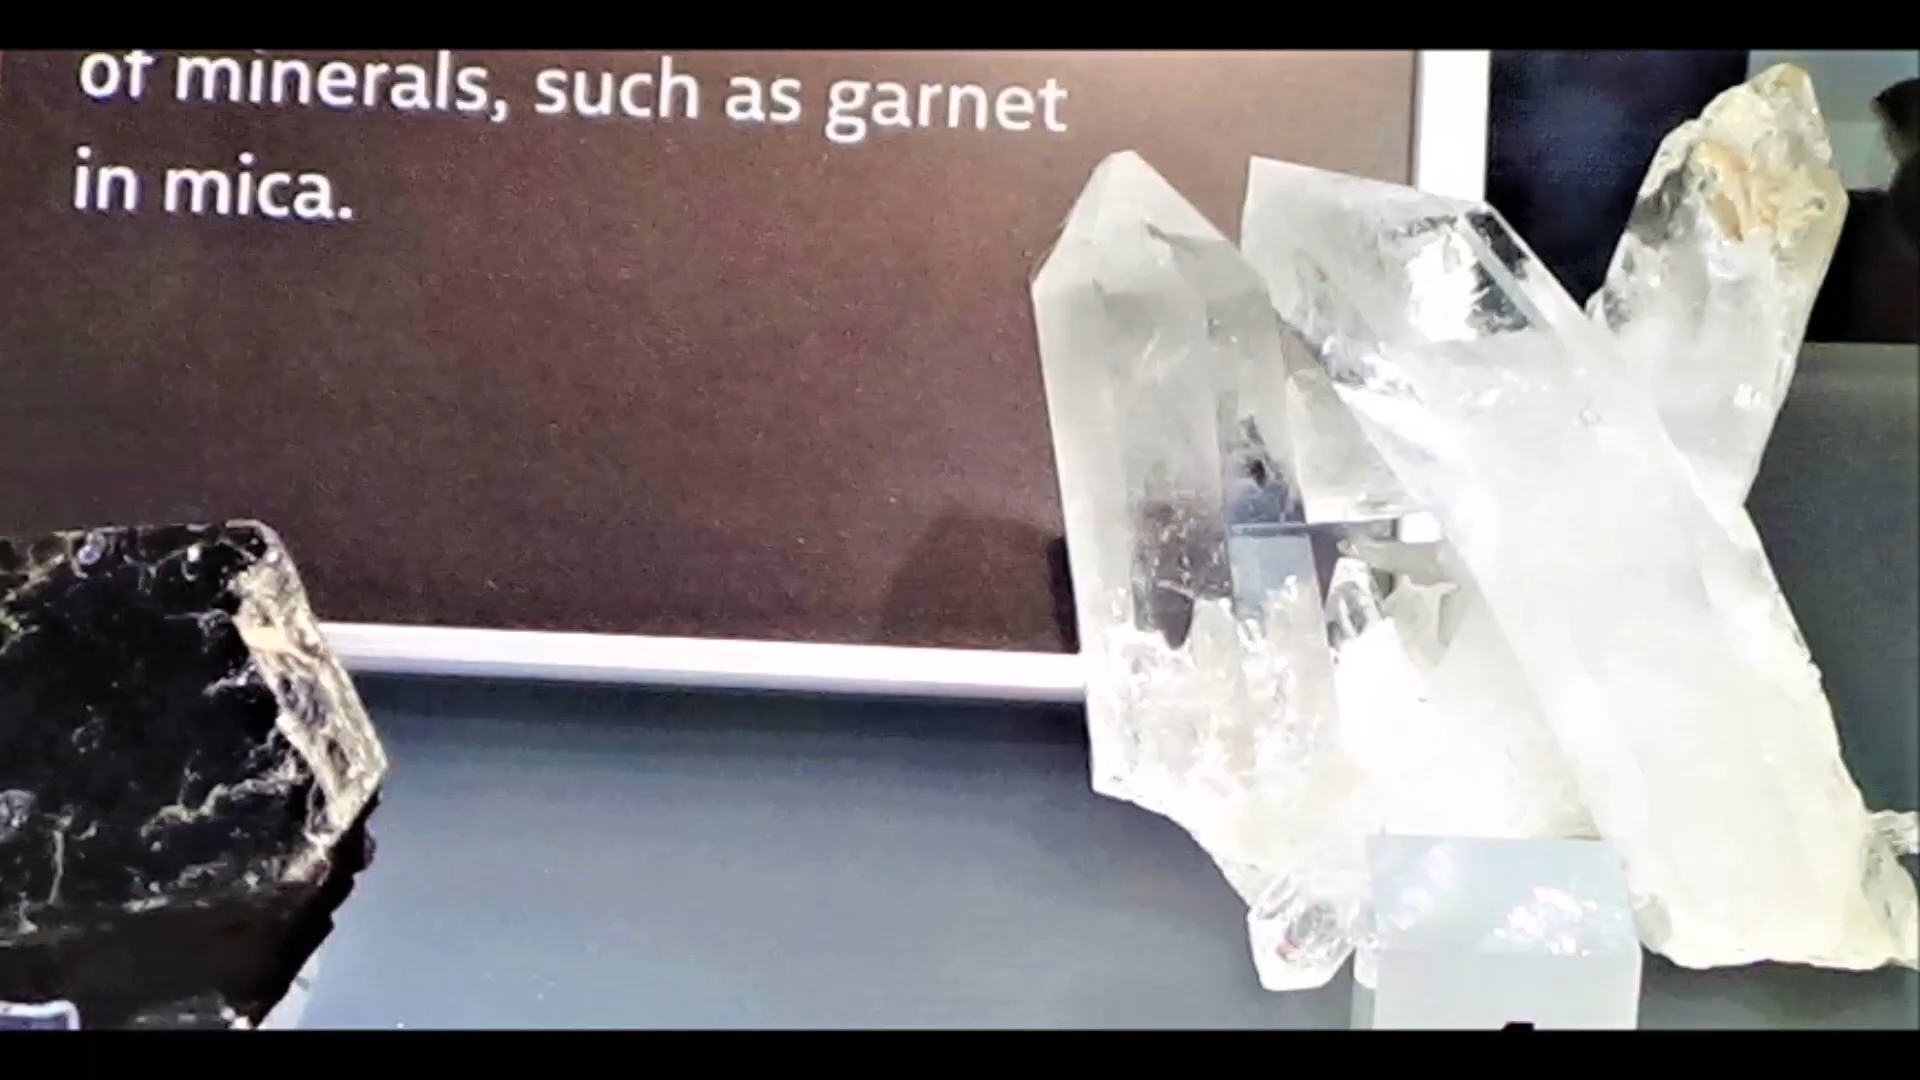 of minerals, such as garnet
in mica.